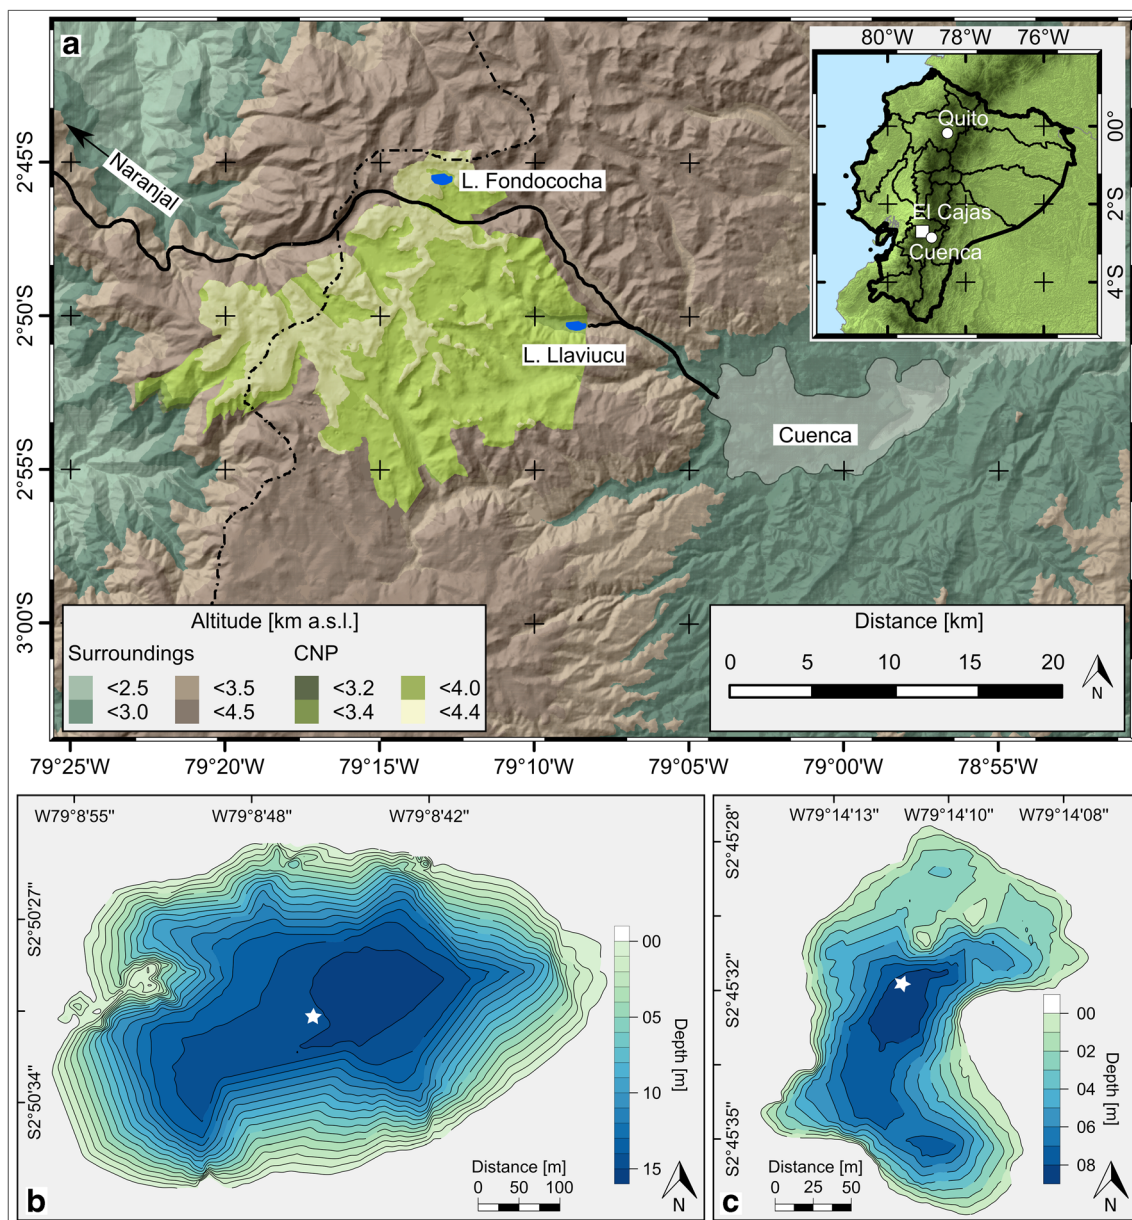 a
80°W 78°W 76°W
00°
2°S
4°S
Quito
El Cajas
Cuenca
2°45'S
2°50'S
2°55'S
3°00'S
Naranjal
L. Fondococha
L. Llaviucu
Cuenca
Altitude [km a.s.l.]
Surroundings CNP
<2.5 <3.5 <3.2 <4.0
<3.0 <4.5 <3.4 <4.4
Distance [km]
0 5 10 15 20
N
79°25'W 79°20'W 79°15'W 79°10'W 79°05'W 79°00'W 78°55'W
W79°8'55" W79°8'48" W79°8'42"
S2°50'27"
S2°50'34"
00
05
10
15
Depth [m]
Distance [m]
0 50 100
N
b
W79°14'13" W79°14'10" W79°14'08"
S2°45'28"
S2°45'32"
S2°45'35"
00
02
04
06
08
Depth [m]
Distance [m]
0 25 50
N
c